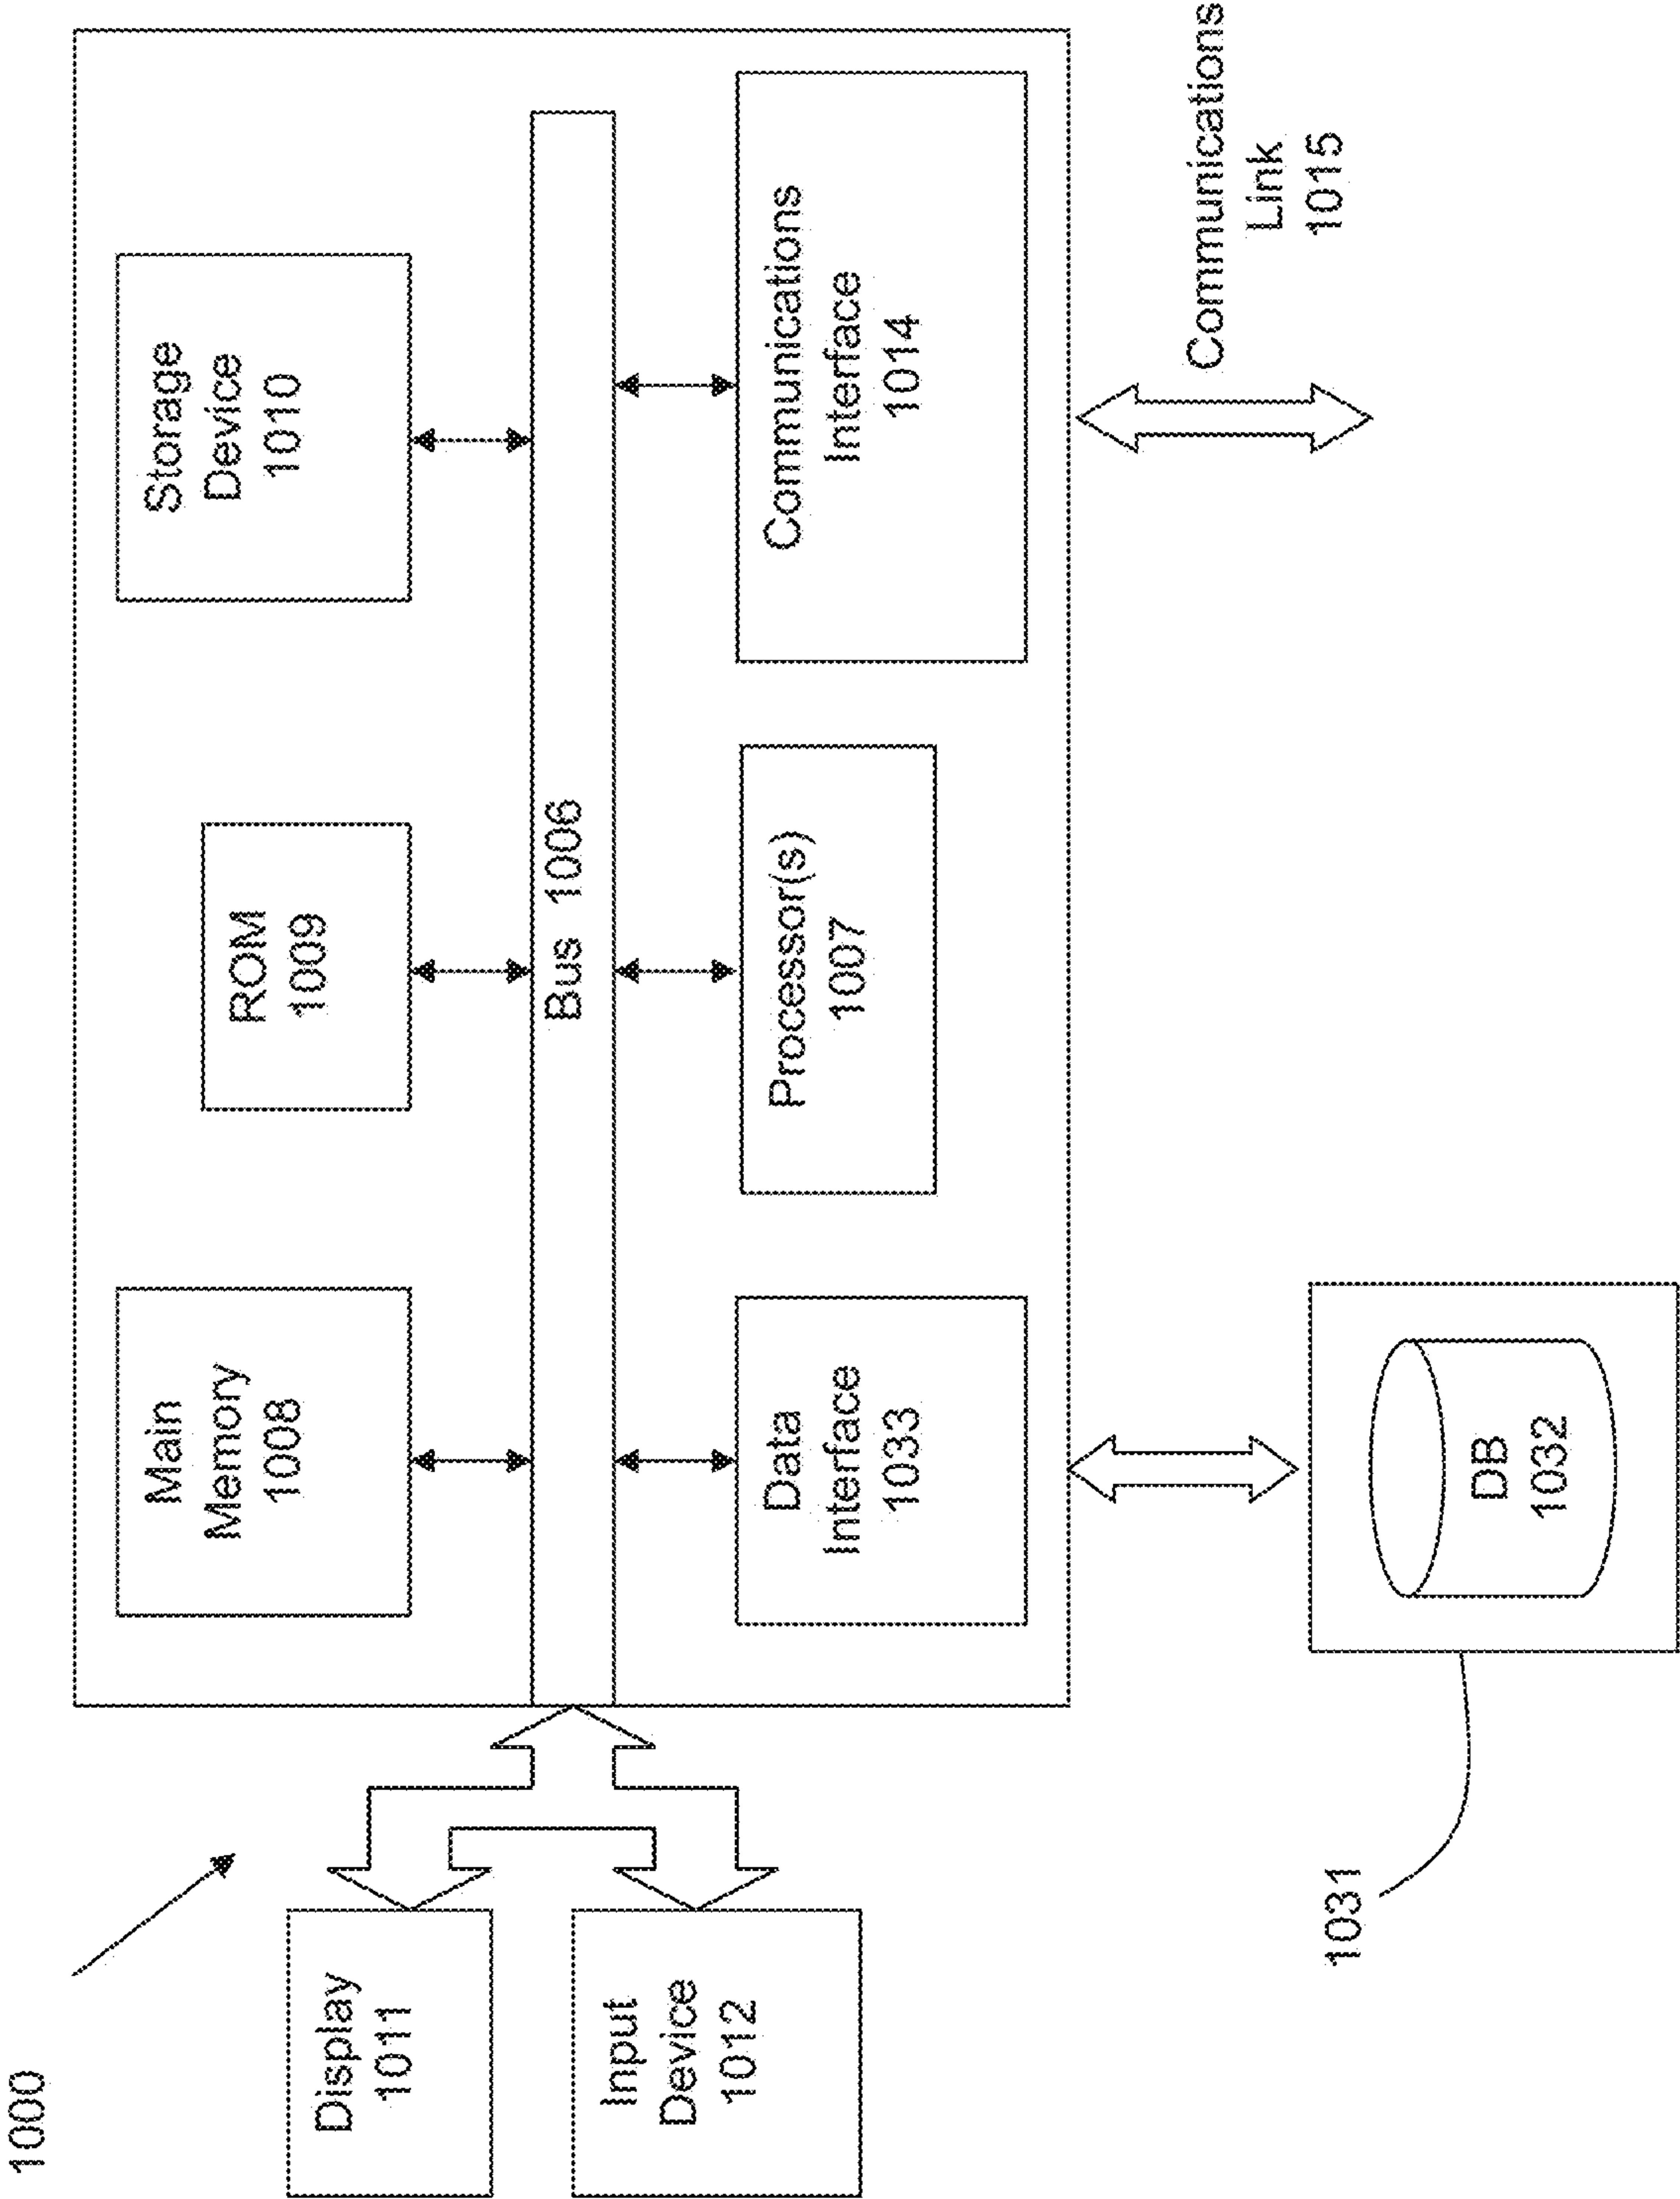 1000
Display
1011
Input
Device
1012
Main
Memory
1008
ROM
1009
Storage
Device
1010
Bus 1006
Data
Interface
1033
Processor(s)
1007
Communications
Interface
1014
1031
DB
1032
Communications
Link
1015